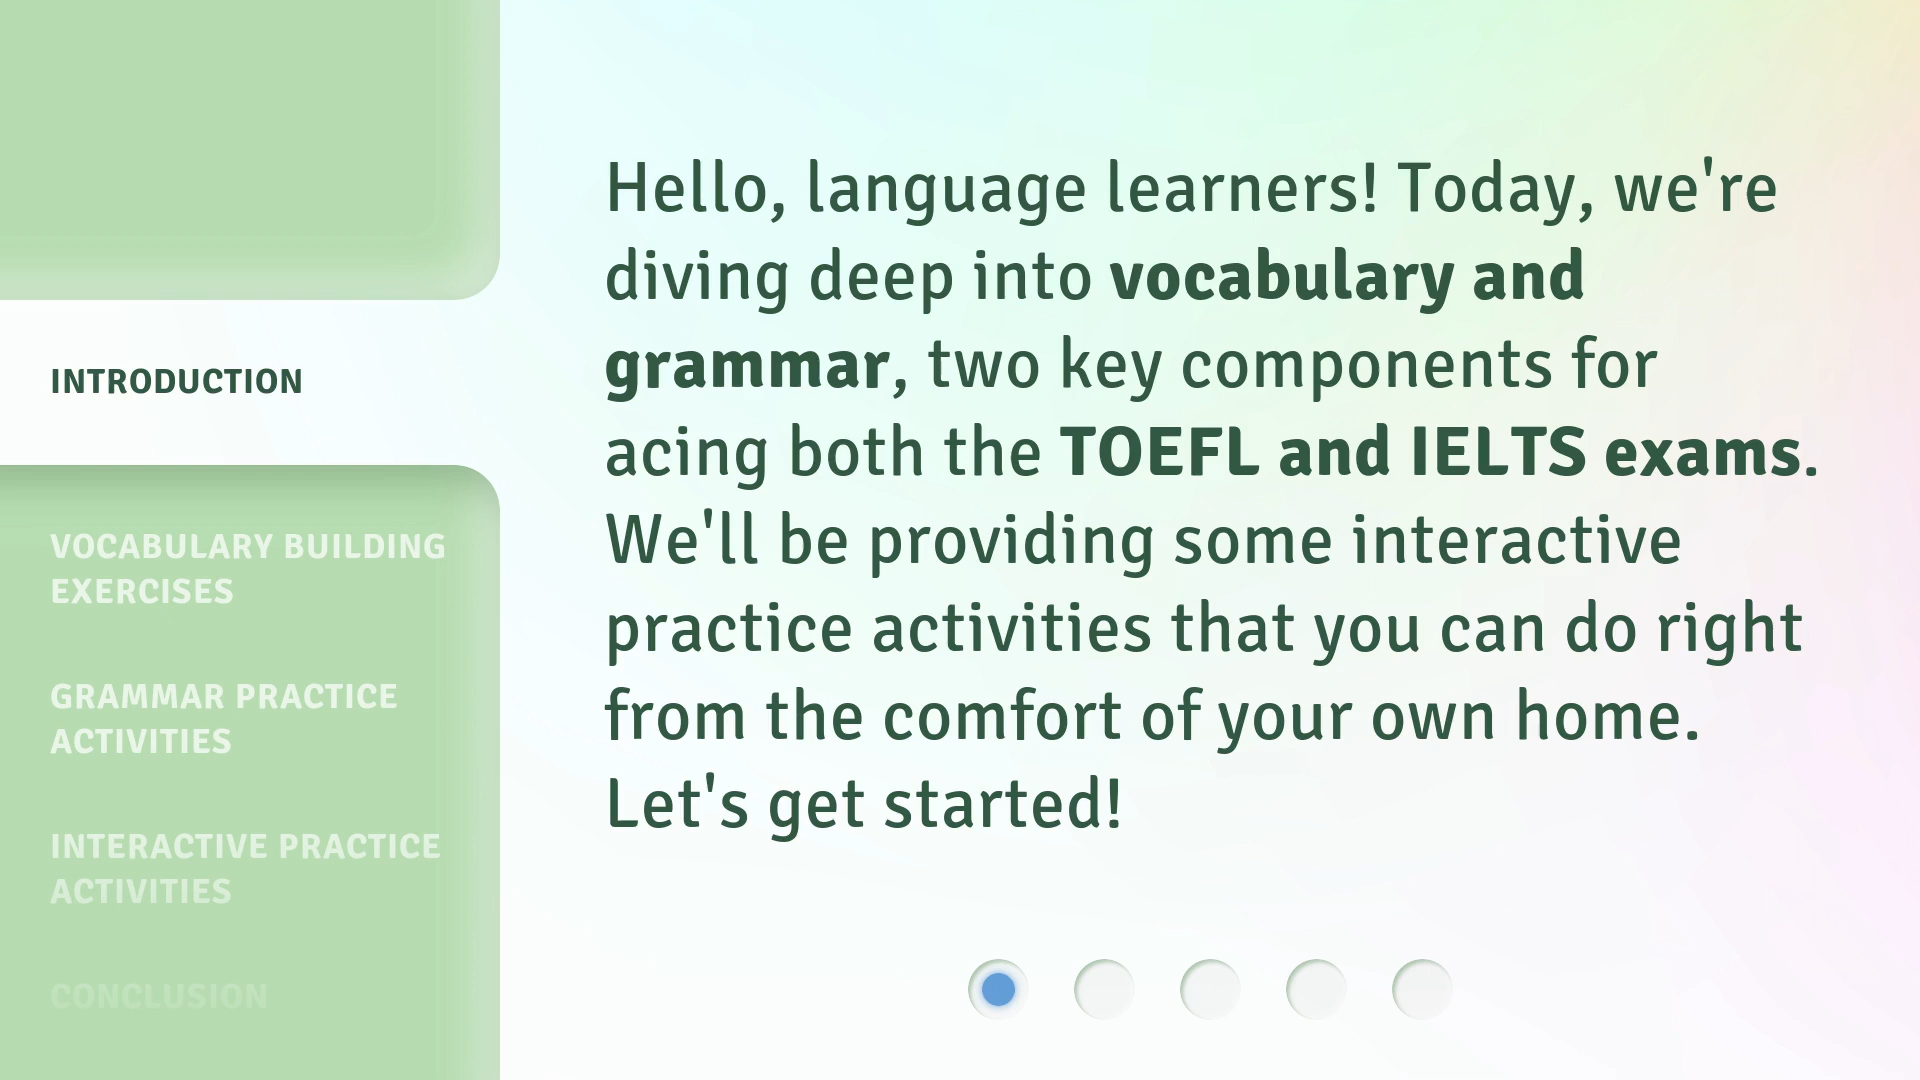 INTRODUCTION
VOCABULARY BUILDING
EXERCISES
GRAMMAR PRACTICE
ACTIVITIES
INTERACTIVE PRACTICE
ACTIVITIES
CONCLUSION
Hello, language learners! Today, we're
diving deep into vocabulary and
grammar, two key components for
acing both the TOEFL and IELTS exams.
We'll be providing some interactive
practice activities that you can do right
from the comfort of your own home.
Let's get started!